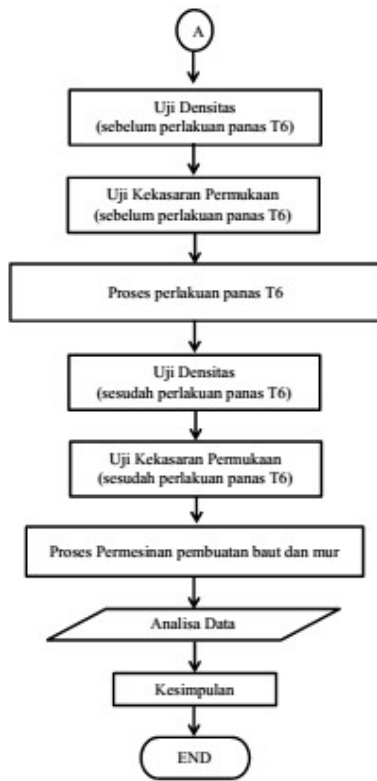 A
Uji Densitas
(sebelum perlakuan panas T6)
Uji Kekasaran Permukaan
(sebelum perlakuan panas T6)
Proses perlakuan panas T6
Uji Densitas
(sesudah perlakuan panas T6)
Uji Kekasaran Permukaan
(sesudah perlakuan panas T6)
Proses Permesinan pembuatan baut dan mur
Analisa Data
Kesimpulan
END